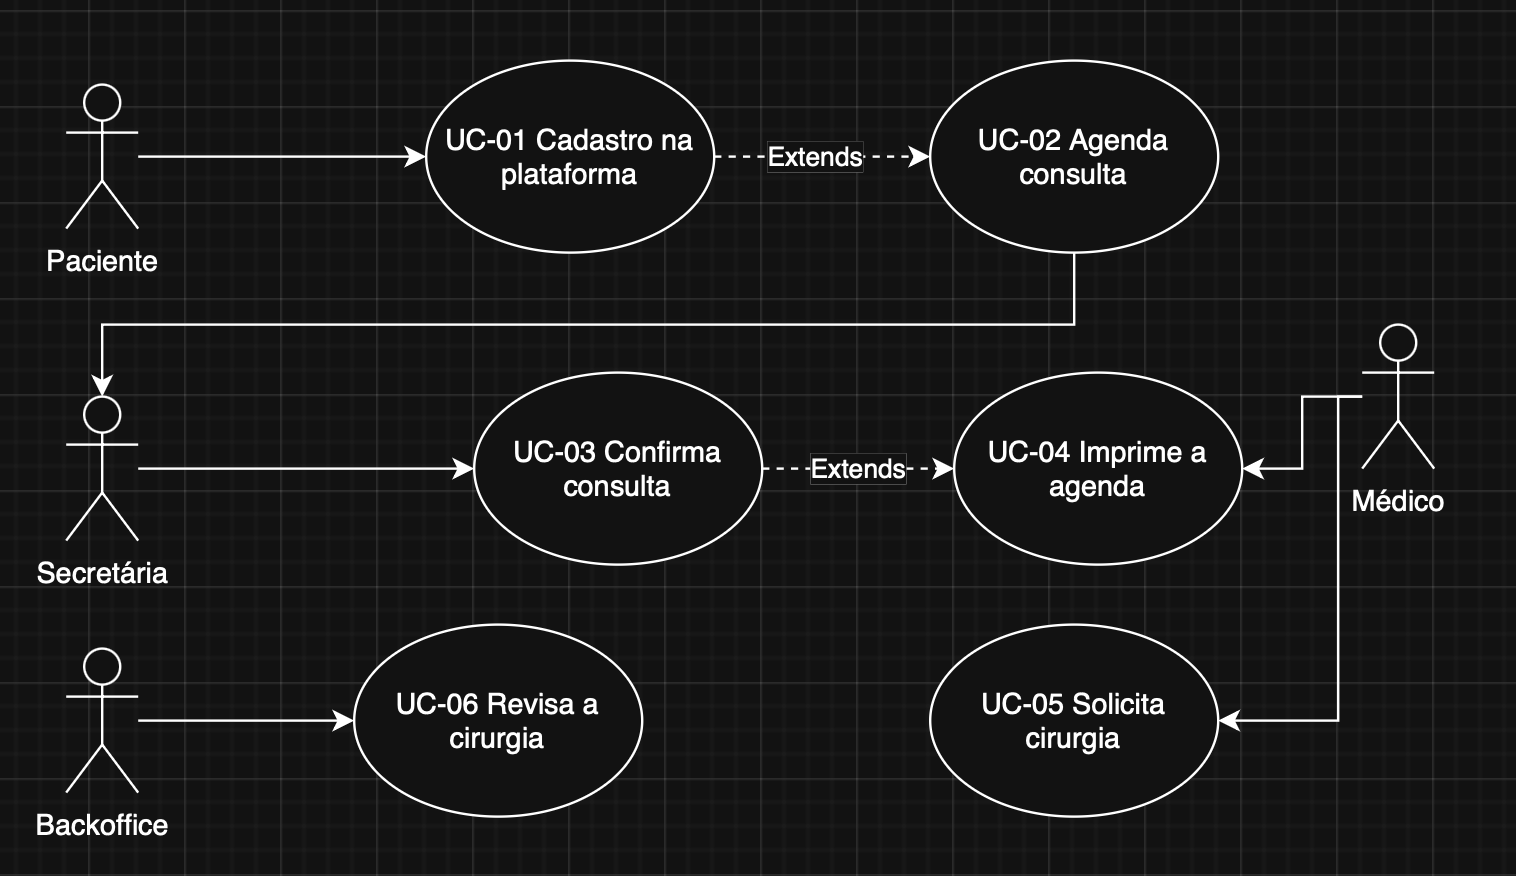 UC-01 Cadastro na
plataforma
Extends
UC-02 Agenda
consulta
Paciente
UC-03 Confirma
consulta
Extends
UC-04 Imprime a
agenda
Médico
Secretária
UC-06 Revisa a
cirurgia
UC-05 Solicita
cirurgia
Backoffice